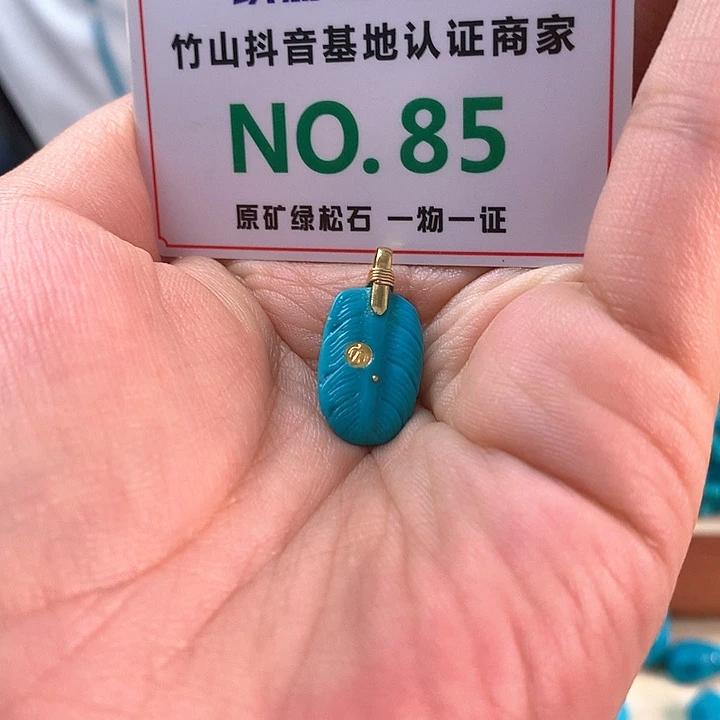 竹山抖音基地认证商家
NO. 85
原矿绿松石 一物一证